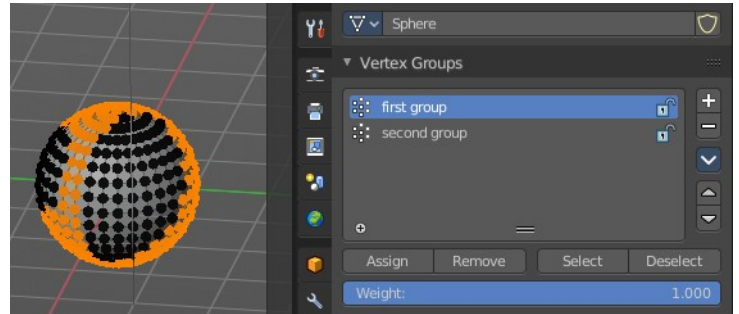 Sphere
Vertex Groups
first group
second group
Assign Remove Select Deselect
Weight: 1.000